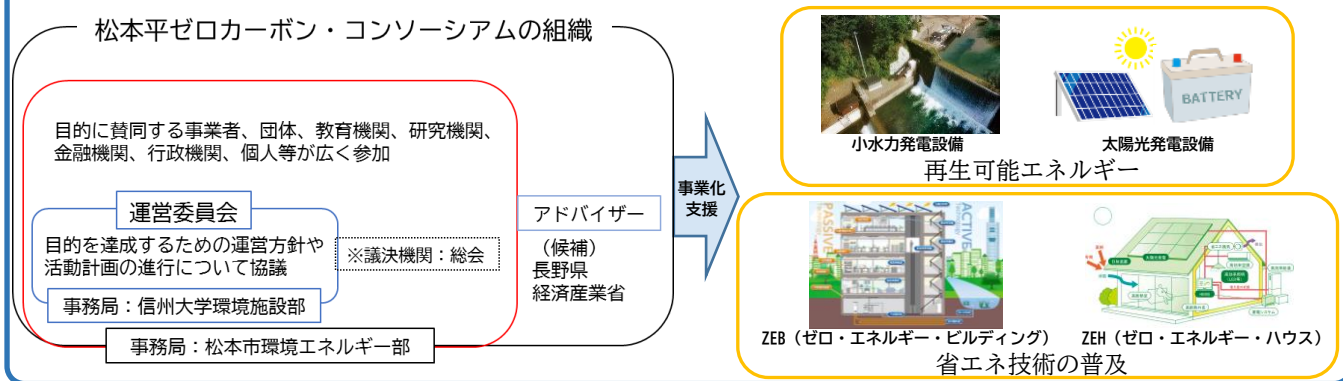 松本平ゼロカーボン・コンソーシアムの組織
目的に賛同する事業者、団体、教育機関、研究機関、
金融機関、行政機関、個人等が広く参加
運営委員会
目的を達成するための運営方針や
活動計画の進行について協議
※議決機関：総会
事務局：信州大学環境施設部
事務局：松本市環境エネルギー部
アドバイザー
（候補）
長野県
経済産業省
事業化
支援
BATTERY
小水力発電設備
太陽光発電設備
再生可能エネルギー
PASSIVE
ACTIVE
ZEB（ゼロ・エネルギー・ビルディング）
ZEH（ゼロ・エネルギー・ハウス）
省エネ技術の普及